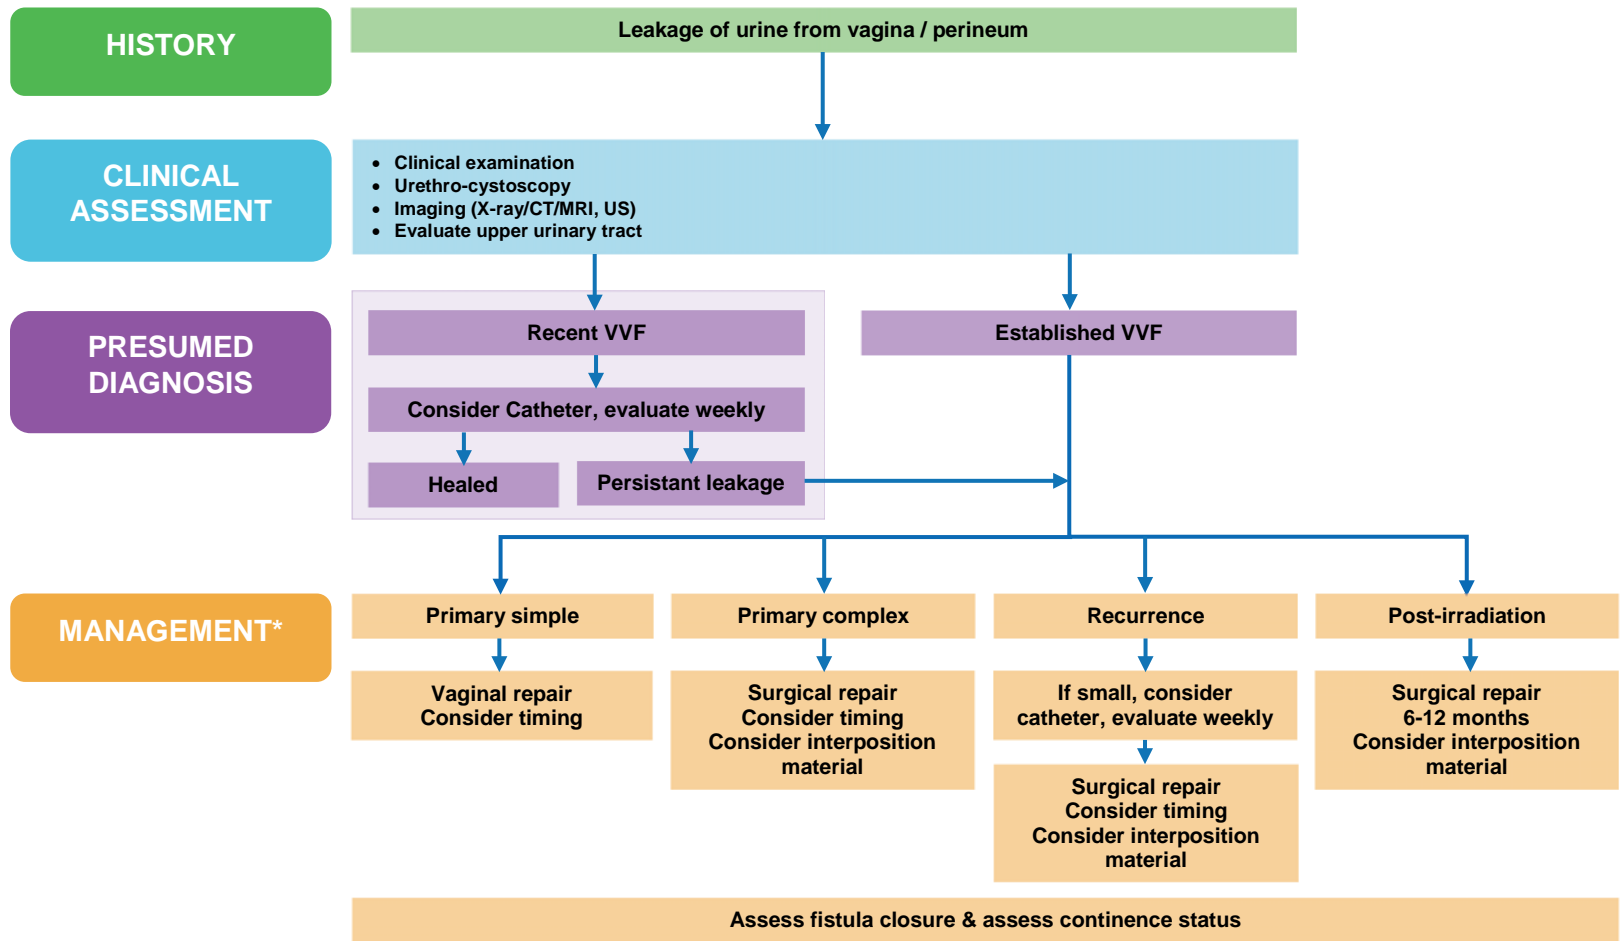 HISTORY
Leakage of urine from vagina / perineum
CLINICAL
ASSESSMENT
• Clinical examination
• Urethro-cystoscopy
• Imaging (X-ray/CT/MRI, US)
• Evaluate upper urinary tract
PRESUMED
DIAGNOSIS
Recent VVF
Established VVF
Consider Catheter, evaluate weekly
Healed
Persistant leakage
MANAGEMENT*
Primary simple
Primary complex
Recurrence
Post-irradiation
Vaginal repair
Consider timing
Surgical repair
Consider timing
Consider interposition
material
If small, consider
catheter, evaluate weekly
Surgical repair
Consider timing
Consider interposition
material
Surgical repair
6-12 months
Consider interposition
material
Assess fistula closure & assess continence status